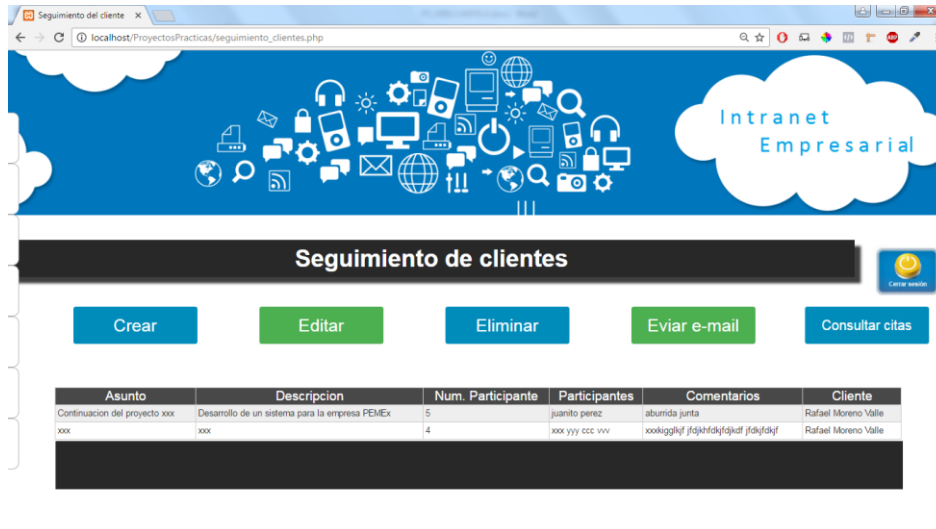 Seguimiento del cliente
localhost/ProyectosPracticas/seguimiento_clientes.php
Intranet
Empresarial
Seguimiento de clientes
Cerrar sesión
Crear Editar Eliminar Eviar e-mail Consultar citas
Asunto Descripcion Num. Participante Participantes Comentarios Cliente
Continuacion del proyecto xxx Desarrollo de un sistema para la empresa PEMEx 5 juanito perez aburrida junta Rafael Moreno Valle
xxx xxx 4 xxx yyy ccc vvv Rafael Moreno Valle